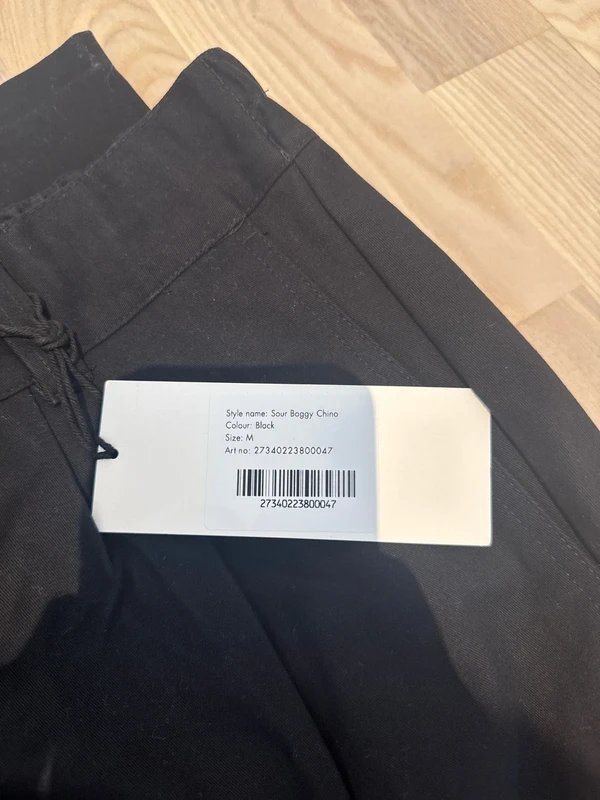 Style name: Sour Baggy Chino
Colour: Black
Size: M
Art no: 27340223800047
27340223800047